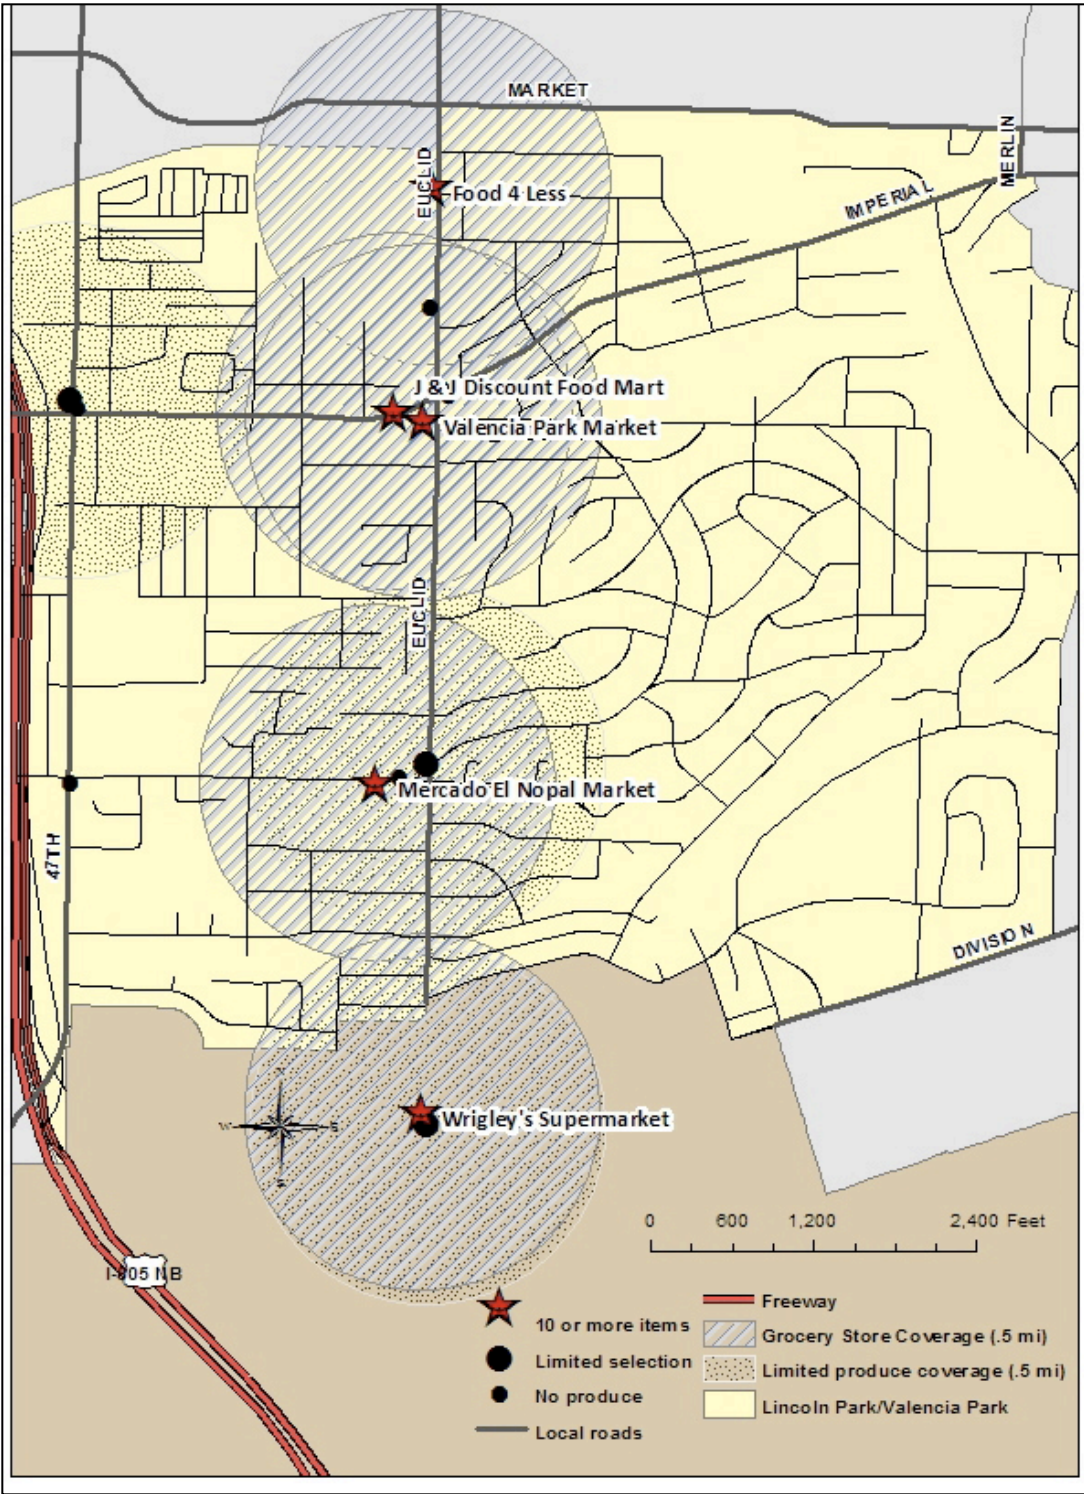 MARKET
MERLIN
EUCLID
Food 4 Less
IMPERIAL
J & J Discount Food Mart
Valencia Park Market
EUCLID
Mercado El Nopal Market
47TH
DIVISION
W
E
Wrigley's Supermarket
0 600 1,200 2,400 Feet
I-805 NB
10 or more items
Limited selection
No produce
Local roads
Freeway
Grocery Store Coverage (.5 mi)
Limited produce coverage (.5 mi)
Lincoln Park/Valencia Park